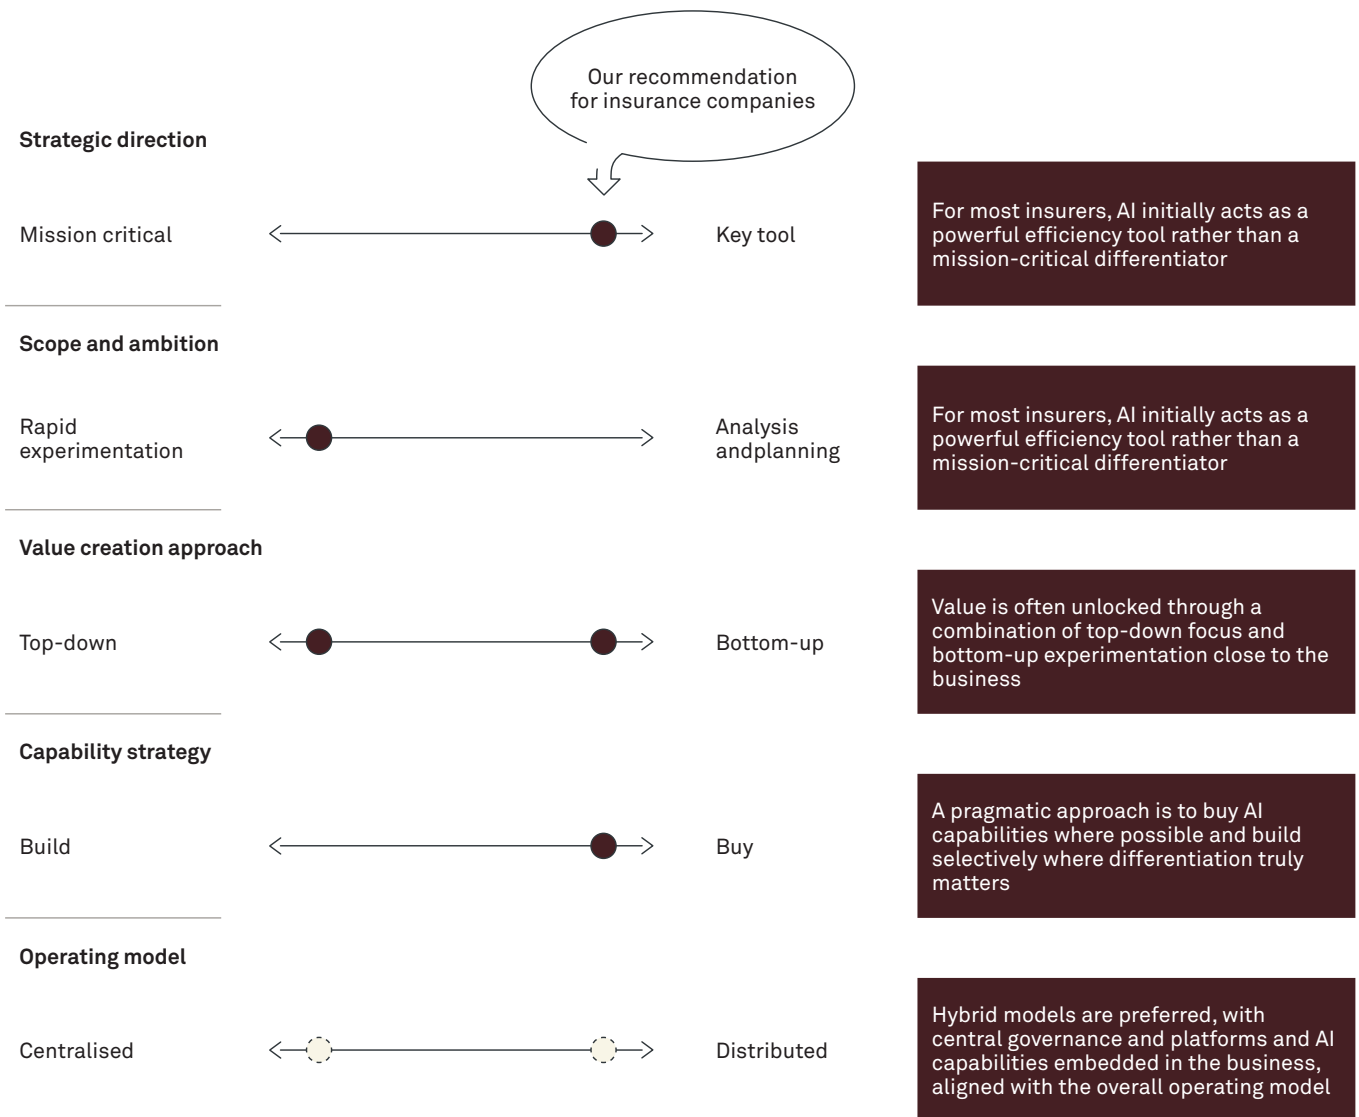 Our recommendation
for insurance companies
Strategic direction
Mission critical
Key tool
For most insurers, AI initially acts as a
powerful efficiency tool rather than a
mission-critical differentiator
Scope and ambition
Rapid
experimentation
Analysis
andplanning
For most insurers, AI initially acts as a
powerful efficiency tool rather than a
mission-critical differentiator
Value creation approach
Top-down
Bottom-up
Value is often unlocked through a
combination of top-down focus and
bottom-up experimentation close to the
business
Capability strategy
Build
Buy
A pragmatic approach is to buy AI
capabilities where possible and build
selectively where differentiation truly
matters
Operating model
Centralised
Distributed
Hybrid models are preferred, with
central governance and platforms and AI
capabilities embedded in the business,
aligned with the overall operating model